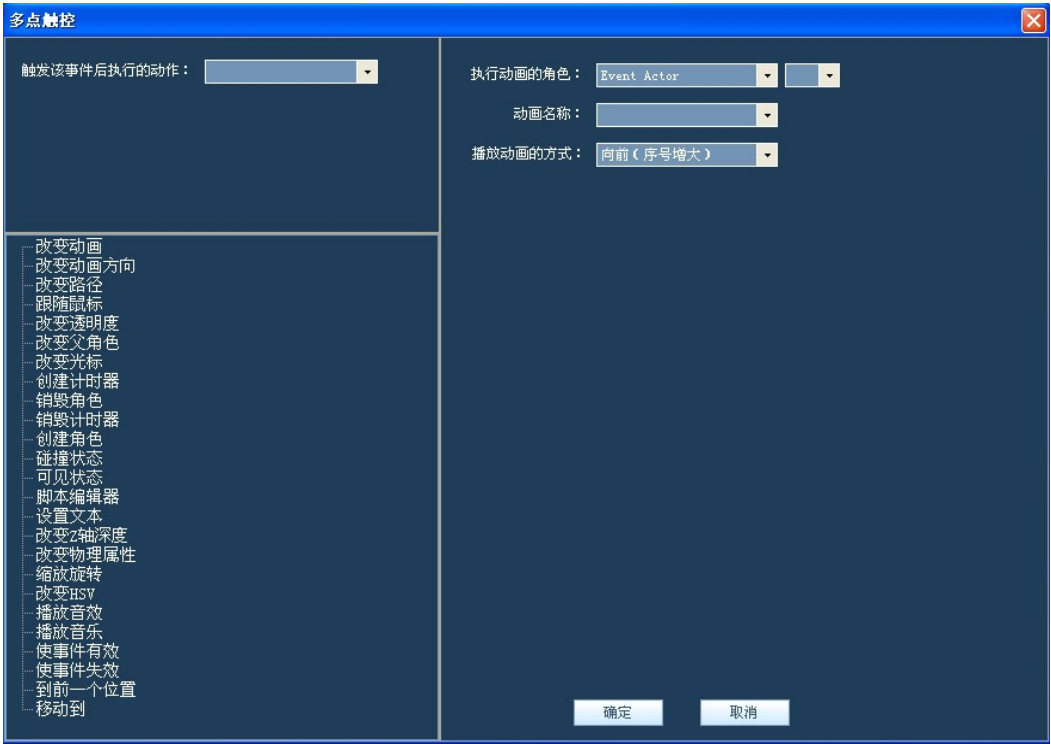 多点触控
触发该事件后执行的动作：
执行动画的角色： Event Actor
动画名称：
播放动画的方式： 向前（序号增大）
改变动画
改变动画方向
改变路径
跟随鼠标
改变透明度
改变父角色
改变光标
创建计时器
销毁角色
销毁计时器
创建角色
碰撞状态
可见状态
脚本编辑器
设置文本
改变Z轴深度
改变物理属性
缩放旋转
改变HSV
播放音效
播放音乐
使事件有效
使事件失效
到前一个位置
移动到
确定 取消